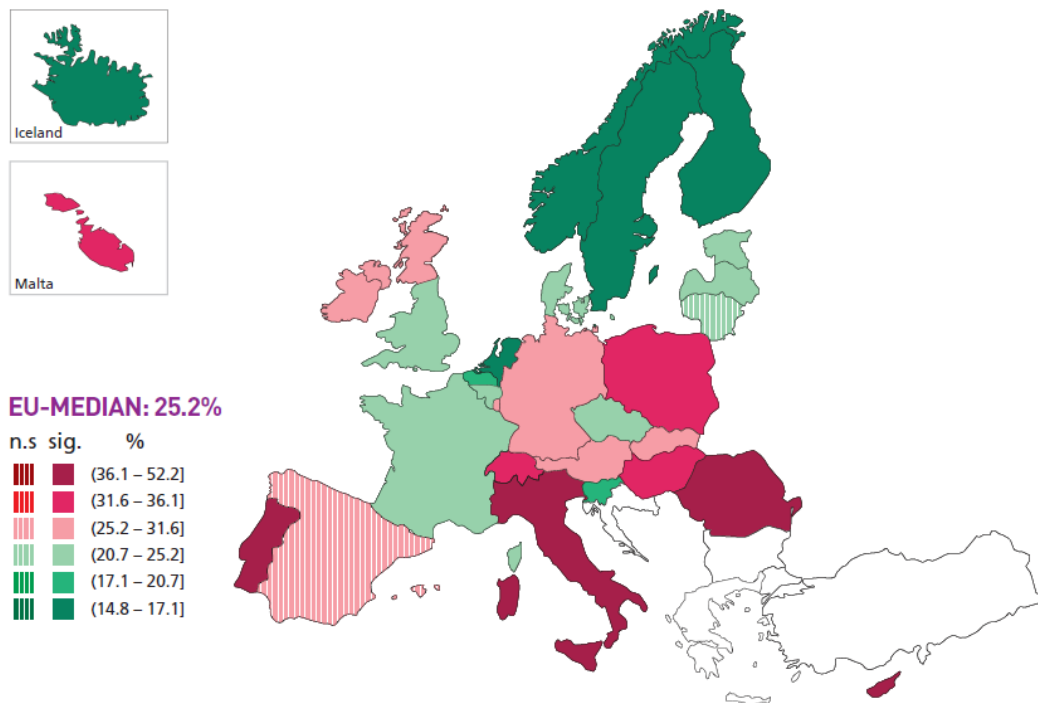 Iceland
Malta
EU-MEDIAN: 25.2%
n.s sig. %
(36.1 – 52.2]
(31.6 – 36.1]
(25.2 – 31.6]
(20.7 – 25.2]
(17.1 – 20.7]
(14.8 – 17.1]